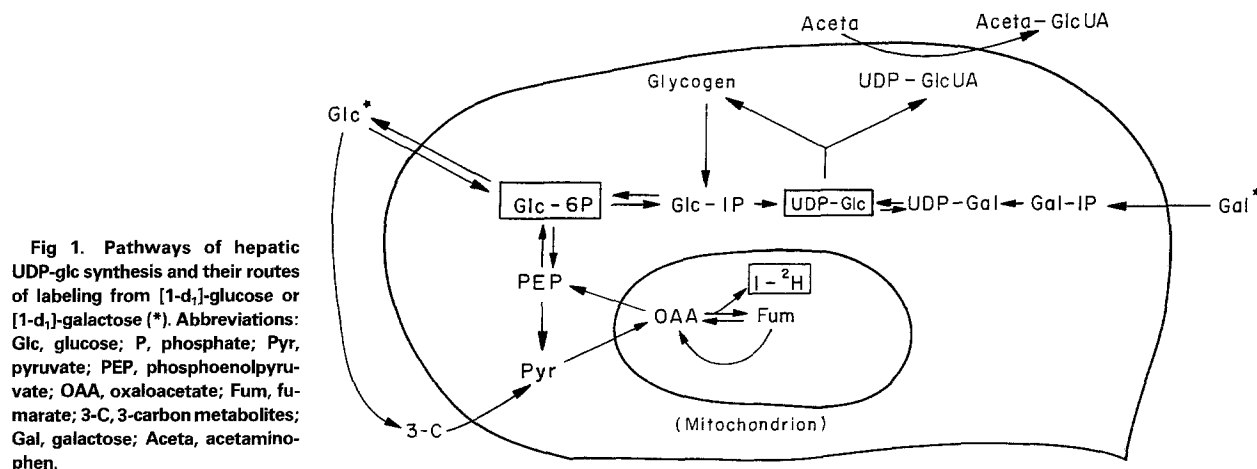 Aceta
Aceta-GlcUA
Glycogen
UDP-GlcUA
Glc*
Glc-6P
Glc-1P
UDP-Glc
UDP-Gal
Gal-1P
Gal*
PEP
1-²H
OAA
Fum
Pyr
(Mitochondrion)
3-C
Fig 1. Pathways of hepatic
UDP-glc synthesis and their routes
of labeling from [1-d₁]-glucose or
[1-d₁]-galactose (*). Abbreviations:
Glc, glucose; P, phosphate; Pyr,
pyruvate; PEP, phosphoenolpyru-
vate; OAA, oxaloacetate; Fum, fu-
marate; 3-C, 3-carbon metabolites;
Gal, galactose; Aceta, acetamino-
phen.